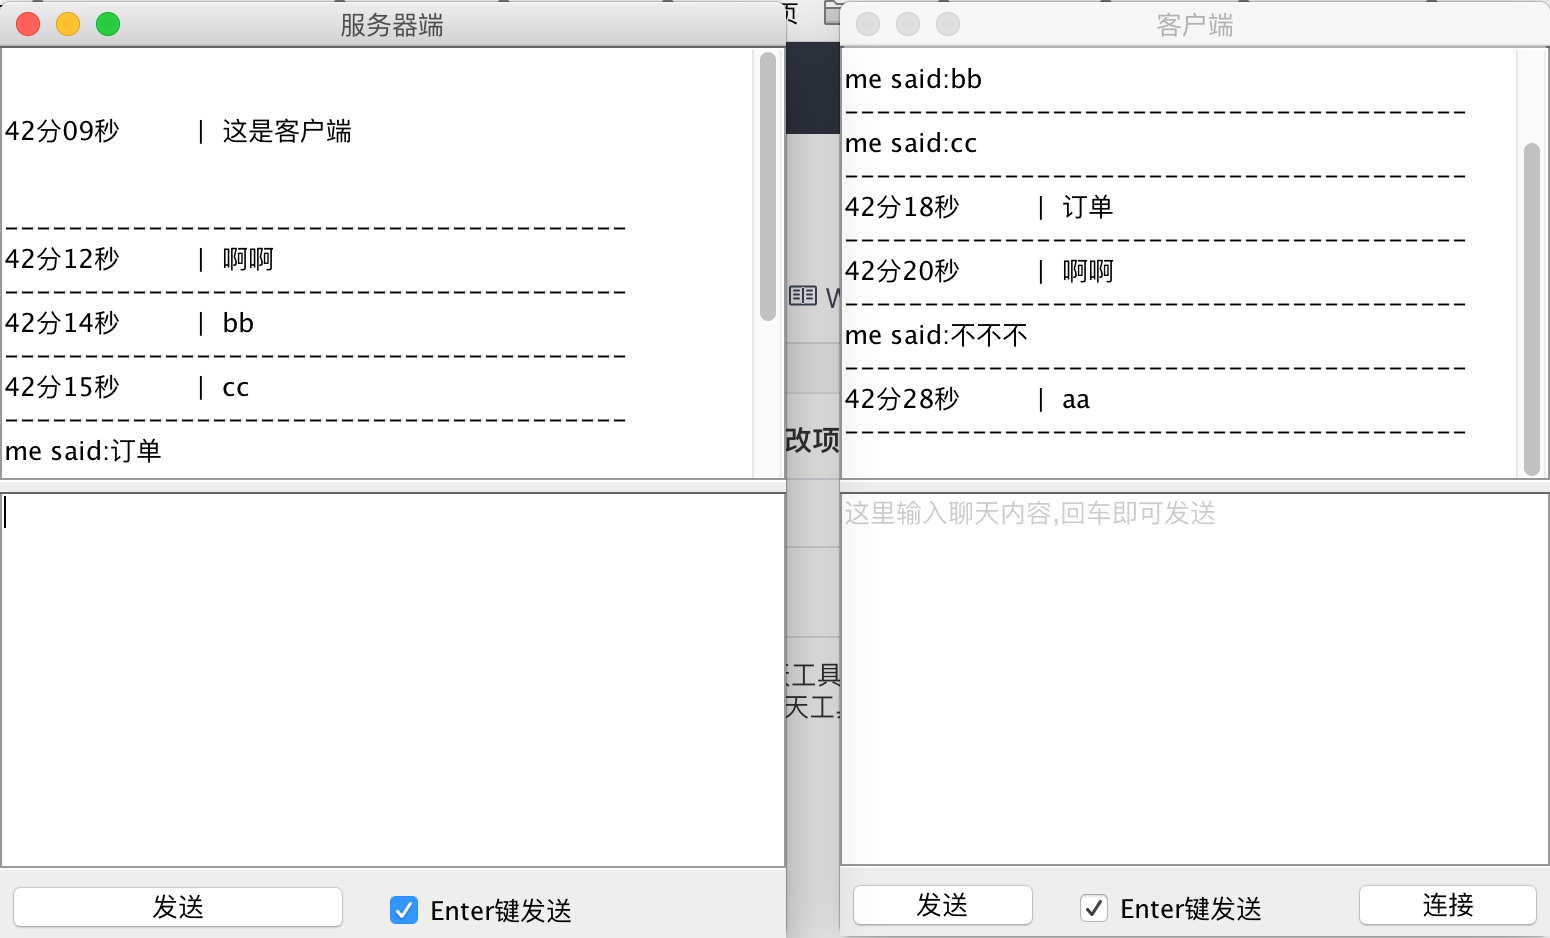 服务器端
42分09秒 | 这是客户端
------------------------------------------
42分12秒 | 啊啊
------------------------------------------
42分14秒 | bb
------------------------------------------
42分15秒 | cc
------------------------------------------
me said:订单
发送
Enter键发送
页
改项
工具
天工
客户端
me said:bb
------------------------------------------
me said:cc
------------------------------------------
42分18秒 | 订单
------------------------------------------
42分20秒 | 啊啊
------------------------------------------
me said:不不不
------------------------------------------
42分28秒 | aa
------------------------------------------
这里输入聊天内容,回车即可发送
发送
Enter键发送
连接